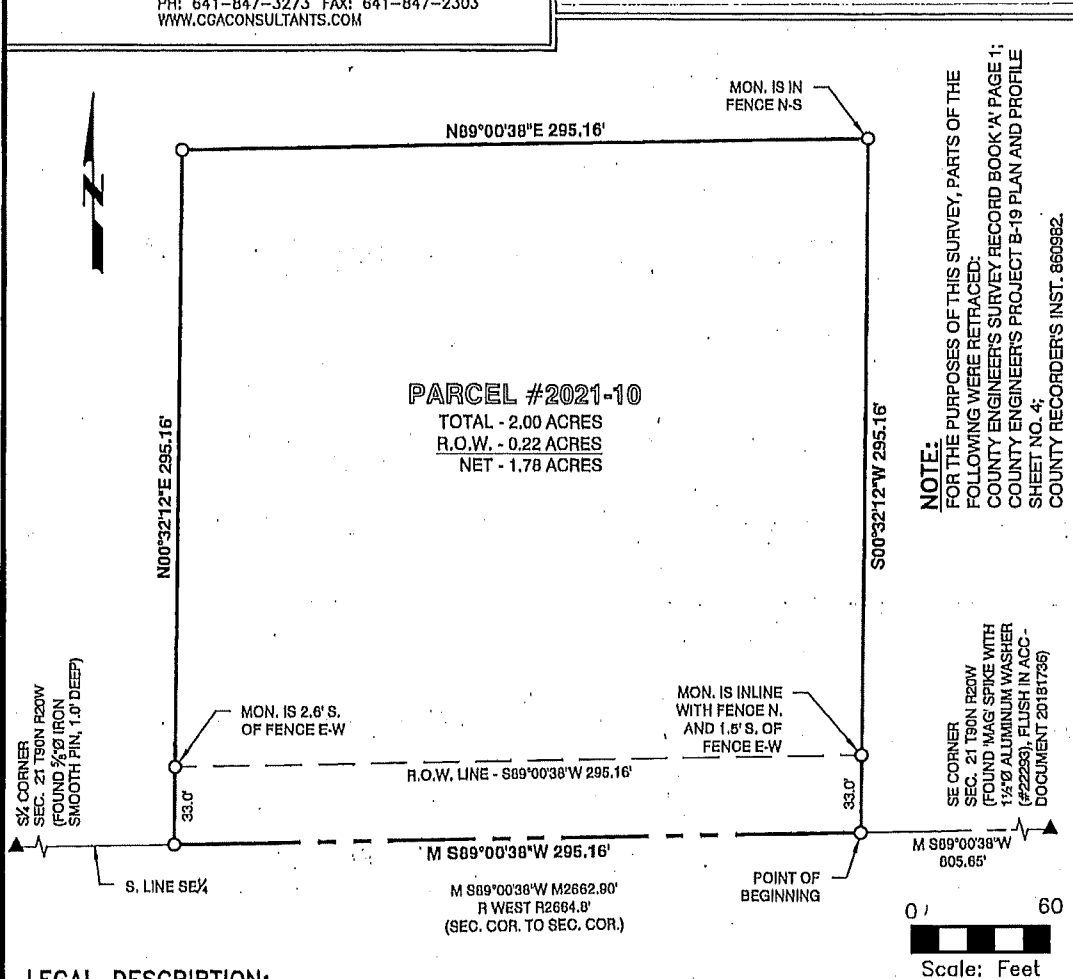 PH: 641-847-3273 FAX: 641-847-2303
WWW.CGACONSULTANTS.COM
MON. IS IN
FENCE N-S
N89°00'38"E 295.16'
N
PARCEL #2021-10
TOTAL - 2.00 ACRES
R.O.W. - 0.22 ACRES
NET - 1.78 ACRES
N00°32'12"E 295.16'
S00°32'12"W 295.16'
NOTE:
FOR THE PURPOSES OF THIS SURVEY, PARTS OF THE
FOLLOWING WERE RETRACED:
COUNTY ENGINEER'S SURVEY RECORD BOOK 'A' PAGE 1;
COUNTY ENGINEER'S PROJECT B-19 PLAN AND PROFILE
SHEET NO. 4;
COUNTY RECORDER'S INST. 860982.
S¼ CORNER
SEC. 21 T90N R20W
(FOUND ⅝"Ø IRON
SMOOTH PIN, 1.0' DEEP)
MON. IS 2.6' S.
OF FENCE E-W
MON. IS INLINE
WITH FENCE N.
AND 1.5' S. OF
FENCE E-W
SE CORNER
SEC. 21 T90N R20W
(FOUND 'MAG' SPIKE WITH
1½"Ø ALUMINUM WASHER
(#22293), FLUSH IN ACC-
DOCUMENT 20181736)
R.O.W. LINE - S89°00'38"W 295.16'
33.0'
33.0'
M S89°00'38"W 295.16'
M S89°00'38"W
805.65'
S. LINE SE¼
M S89°00'38"W M2662.90'
R WEST R2664.8'
(SEC. COR. TO SEC. COR.)
POINT OF
BEGINNING
0 60
Scale: Feet
LEGAL DESCRIPTION: